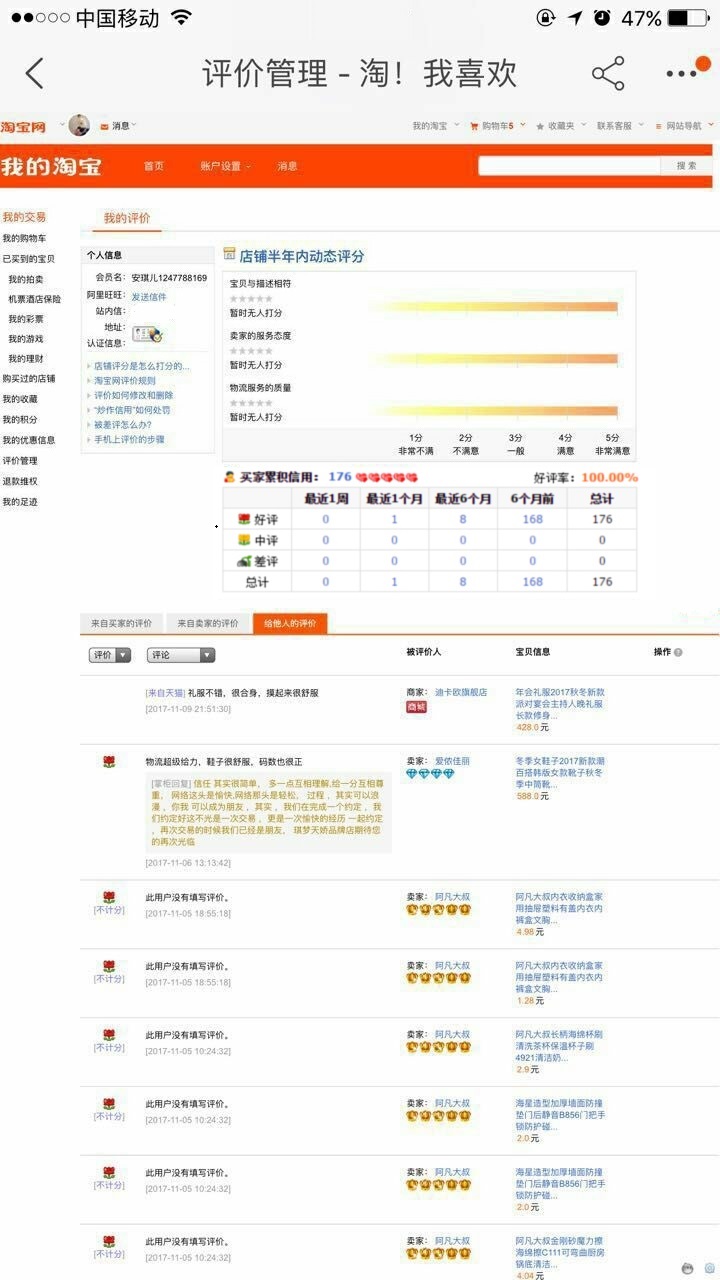 中国移动
47%
评价管理 - 淘！我喜欢
淘宝网
消息
我的淘宝
购物车5
收藏夹
联系客服
网站导航
我的淘宝
首页
账户设置
消息
搜 索
我的交易
我的购物车
已买到的宝贝
我的拍卖
机票酒店保险
我的彩票
我的游戏
我的理财
购买过的店铺
我的收藏
我的积分
我的优惠信息
评价管理
退款维权
我的足迹
我的评价
个人信息
会员名： 安琪儿1247788169
阿里旺旺： 发送信件
站内信：
地址：
认证信息：
店铺评分是怎么打分的...
淘宝网评价规则
评价如何修改和删除
“炒作信用”如何处罚
被差评怎么办？
手机上评价的步骤
店铺半年内动态评分
宝贝与描述相符
暂时无人打分
卖家的服务态度
暂时无人打分
物流服务的质量
暂时无人打分
1分 2分 3分 4分 5分
非常不满 不满意 一般 满意 非常满意
买家累积信用： 176
好评率： 100.00%
最近1周 最近1个月 最近6个月 6个月前 总计
好评 0 1 8 168 176
中评 0 0 0 0 0
差评 0 0 0 0 0
总计 0 1 8 168 176
来自买家的评价 来自卖家的评价 给他人的评价
评价 评论 被评价人 宝贝信息 操作
[来自天猫] 礼服不错，很合身，摸起来很舒服
[2017-11-09 21:51:30]
商家： 迪卡欧旗舰店
商城
年会礼服2017秋冬新款
派对宴会主持人晚礼服
长款修身...
428.0 元
物流超级给力，鞋子很舒服，码数也很正
[掌柜回复] 信任 其实很简单， 多一点互相理解,给一分互相尊
重， 网络这头是愉快,网络那头是轻松， 过程 ，其实可以浪
漫 ，你我 可以成为朋友 ，其实 ，我们在完成一个约定 ，我
们约定好这不光是一次交易 ，更是一次愉快的经历 一起约定
，再次交易的时候我们已经是朋友， 琪梦天娇品牌店期待您
的再次光临
[2017-11-06 13:13:42]
卖家： 爱侬佳丽
冬季女鞋子2017新款潮
百搭韩版女款靴子秋冬
季中筒靴...
588.0 元
[不计分]
此用户没有填写评价。
[2017-11-05 18:55:18]
卖家： 阿凡大叔
阿凡大叔内衣收纳盒家
用抽屉塑料有盖内衣内
裤盒文胸...
4.98 元
[不计分]
此用户没有填写评价。
[2017-11-05 18:55:18]
卖家： 阿凡大叔
阿凡大叔内衣收纳盒家
用抽屉塑料有盖内衣内
裤盒文胸...
1.28 元
[不计分]
此用户没有填写评价。
[2017-11-05 10:24:32]
卖家： 阿凡大叔
阿凡大叔长柄海绵杯刷
清洗茶杯保温杯子刷
4921清洁奶...
2.9 元
[不计分]
此用户没有填写评价。
[2017-11-05 10:24:32]
卖家： 阿凡大叔
海星造型加厚墙面防撞
垫门后静音B856门把手
锁防护碰...
2.0 元
[不计分]
此用户没有填写评价。
[2017-11-05 10:24:32]
卖家： 阿凡大叔
海星造型加厚墙面防撞
垫门后静音B856门把手
锁防护碰...
2.0 元
[不计分]
此用户没有填写评价。
[2017-11-05 10:24:32]
卖家： 阿凡大叔
阿凡大叔金刚砂魔力擦
海绵擦C111可弯曲厨房
锅底清洁...
4.04 元